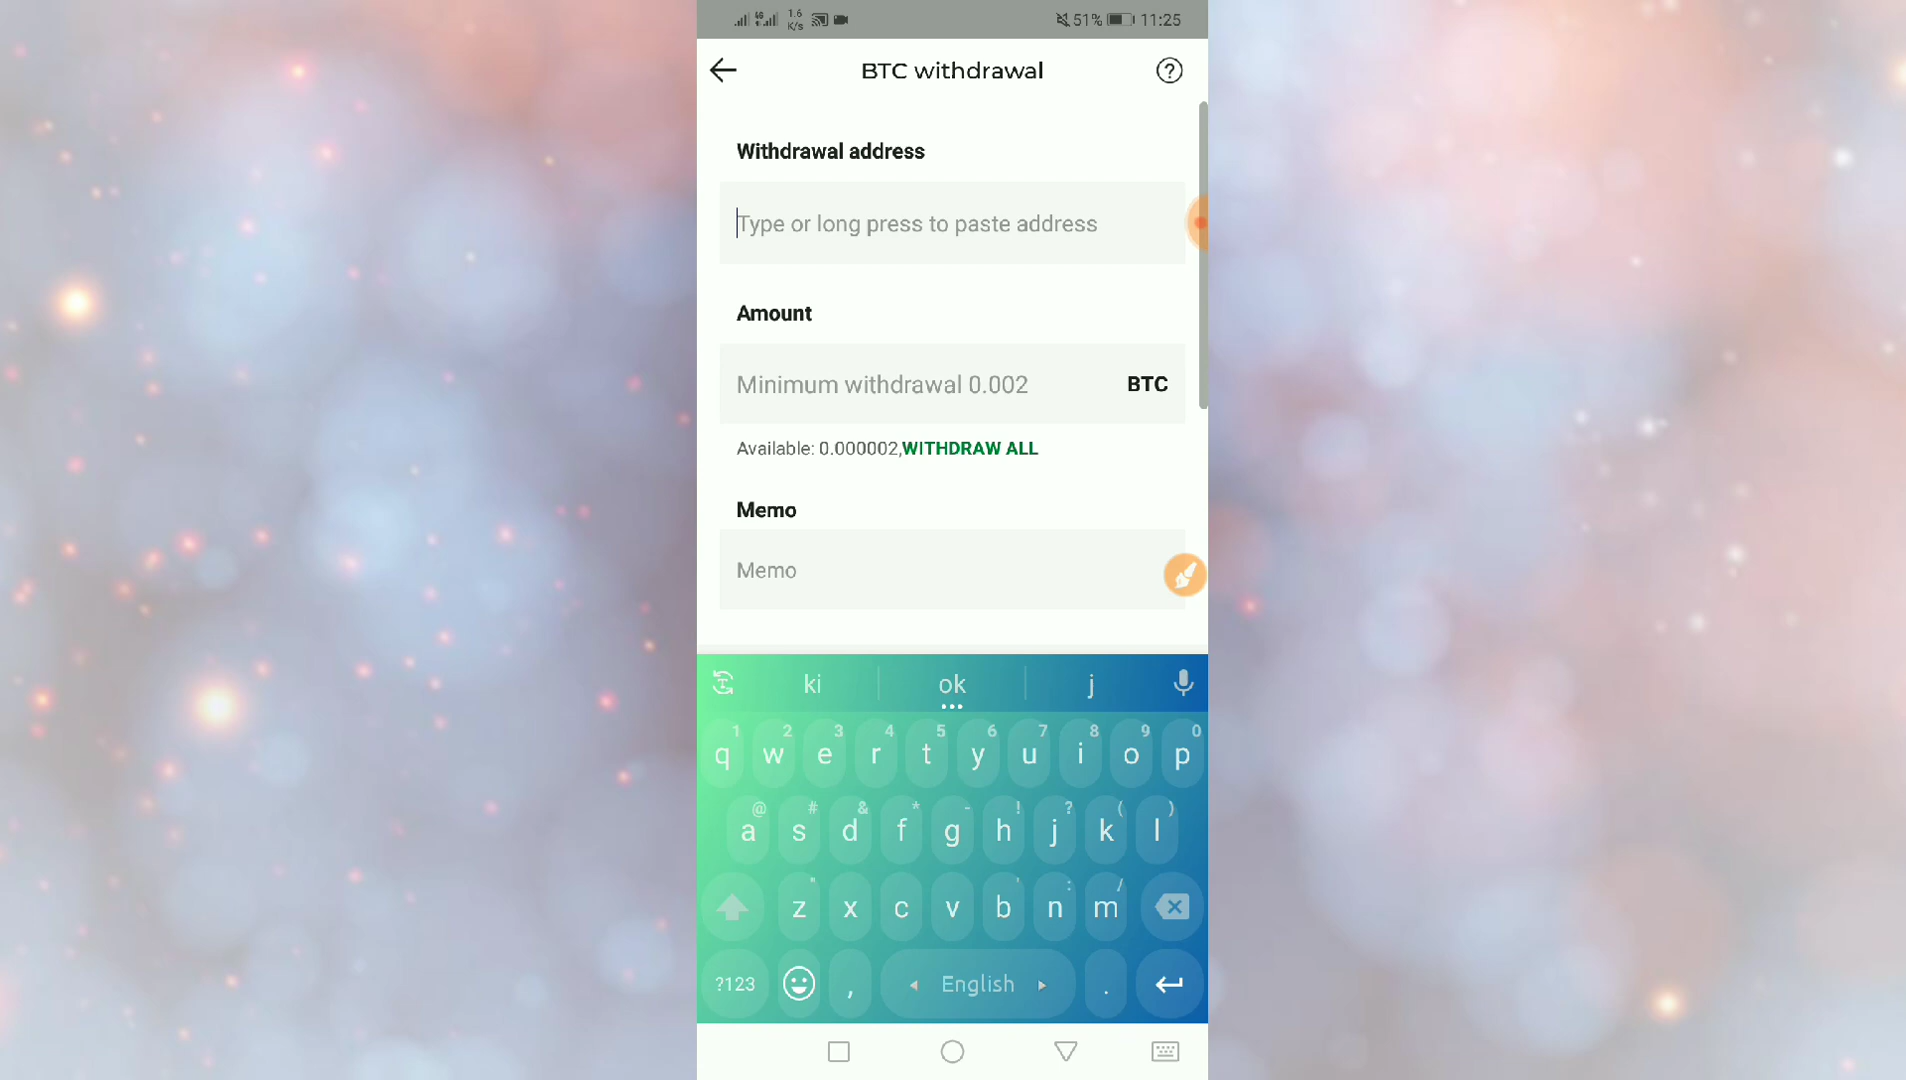 1.6
K/s
51% 11:25
BTC withdrawal
Withdrawal address
Type or long press to paste address
Amount
Minimum withdrawal 0.002 BTC
Available: 0.000002,WITHDRAW ALL
Memo
Memo
ki ok j
1 2 3 4 5 6 7 8 9 0
q w e r t y u i o p
@ # & * - ! ? ( )
a s d f g h j k l
" ' : /
z x c v b n m
?123 , English .